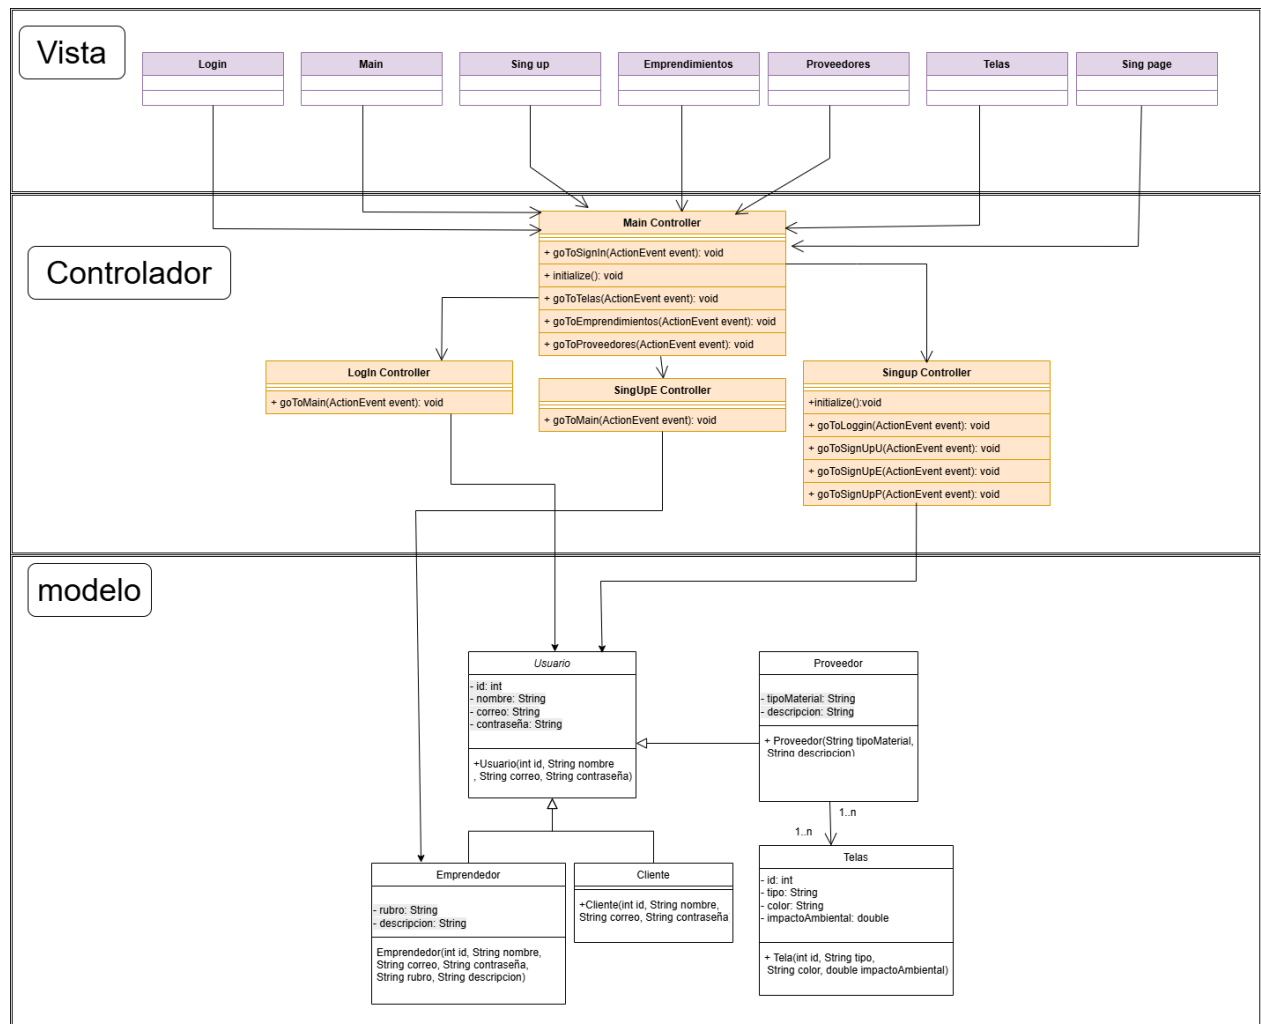 Vista
Login
Main
Sing up
Emprendimientos
Proveedores
Telas
Sing page
Controlador
Main Controller
+ goToSignIn(ActionEvent event): void
+ initialize(): void
+ goToTelas(ActionEvent event): void
+ goToEmprendimientos(ActionEvent event): void
+ goToProveedores(ActionEvent event): void
LogIn Controller
+ goToMain(ActionEvent event): void
SingUpE Controller
+ goToMain(ActionEvent event): void
Singup Controller
+initialize():void
+ goToLoggin(ActionEvent event): void
+ goToSignUpU(ActionEvent event): void
+ goToSignUpE(ActionEvent event): void
+ goToSignUpP(ActionEvent event): void
modelo
Usuario
- id: int
- nombre: String
- correo: String
- contraseña: String
+Usuario(int id, String nombre
, String correo, String contraseña)
Proveedor
- tipoMaterial: String
- descripcion: String
+ Proveedor(String tipoMaterial,
String descripcion)
1..n
1..n
Emprendedor
- rubro: String
- descripcion: String
Emprendedor(int id, String nombre,
String correo, String contraseña,
String rubro, String descripcion)
Cliente
+Cliente(int id, String nombre,
String correo, String contraseña
Telas
- id: int
- tipo: String
- color: String
- impactoAmbiental: double
+ Tela(int id, String tipo,
String color, double impactoAmbiental)